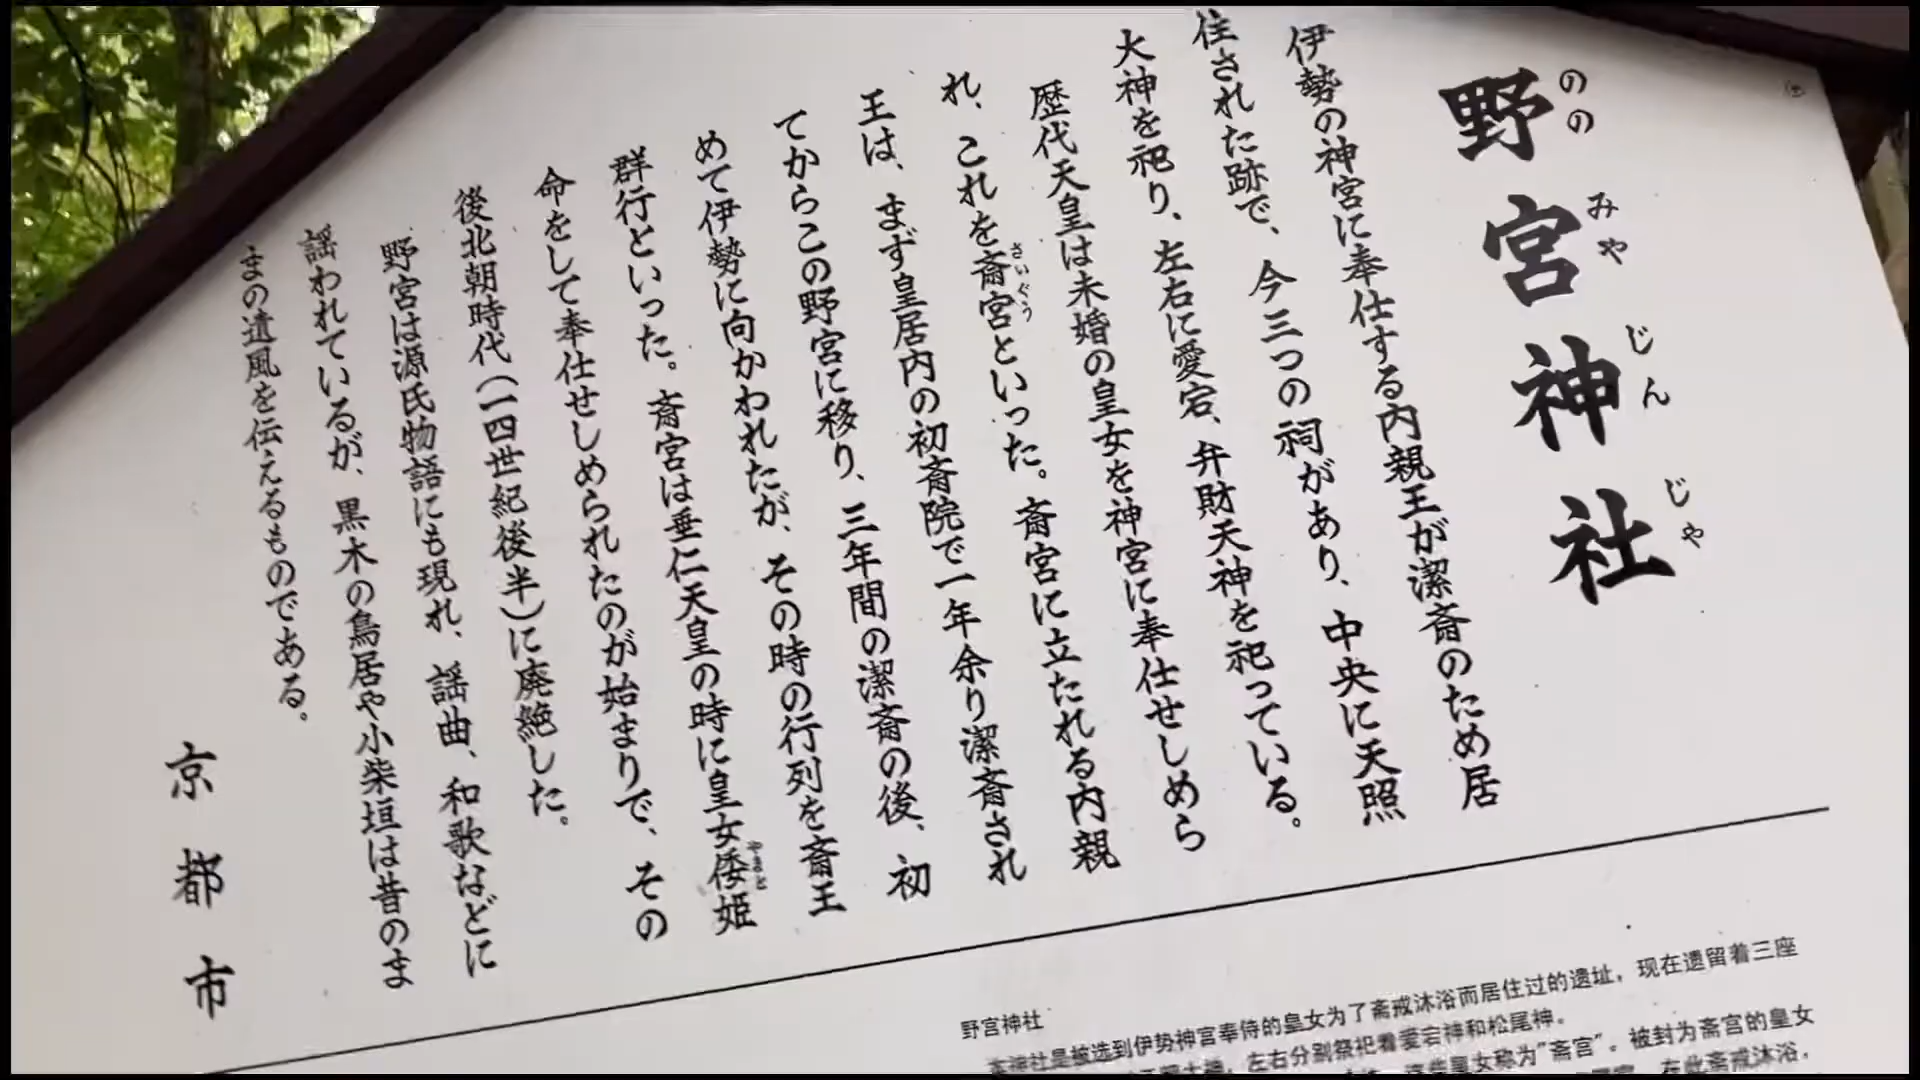 野宮神社
ののみやじんじゃ
伊勢の神宮に奉仕する内親王が潔斎のため居
住された跡で、今三つの祠があり、中央に天照
大神を祀り、左右に愛宕、弁財天神を祀っている。
歴代天皇は未婚の皇女を神宮に奉仕せしめら
れ、これを斎宮といった。斎宮に立たれる内親
さいぐう
王は、まず皇居内の初斎院で一年余り潔斎され
てからこの野宮に移り、三年間の潔斎の後、初
めて伊勢に向かわれたが、その時の行列を斎王
群行といった。斎宮は垂仁天皇の時に皇女倭姫
やまと
命をして奉仕せしめられたのが始まりで、その
後北朝時代(一四世紀後半)に廃絶した。
野宮は源氏物語にも現れ、謡曲、和歌などに
謡われているが、黒木の鳥居や小柴垣は昔のま
まの遺風を伝えるものである。
京都市
野宫神社
本神社是被选到伊势神宫奉侍的皇女为了斋戒沐浴而居住过的遗址，现在遗留着三座
左右分别祭祀着爱宕神和松尾神。
这些皇女称为"斋宫"。被封为斋宫的皇女
在此斋戒沐浴，